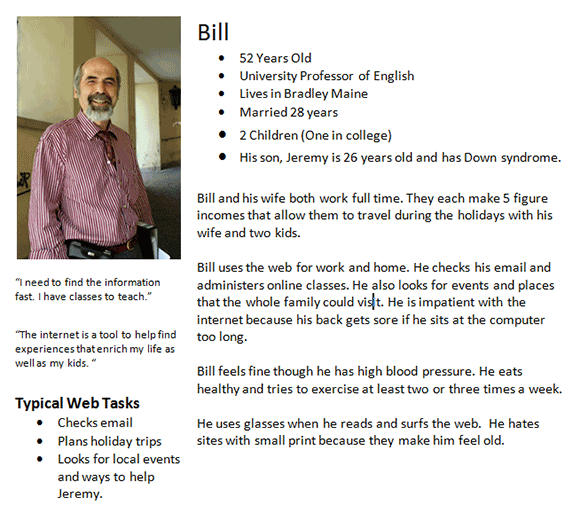 Bill
• 52 Years Old
• University Professor of English
• Lives in Bradley Maine
• Married 28 years
• 2 Children (One in college)
• His son, Jeremy is 26 years old and has Down syndrome.
Bill and his wife both work full time. They each make 5 figure
incomes that allow them to travel during the holidays with his
wife and two kids.
Bill uses the web for work and home. He checks his email and
administers online classes. He also looks for events and places
that the whole family could visit. He is impatient with the
internet because his back gets sore if he sits at the computer
too long.
Bill feels fine though he has high blood pressure. He eats
healthy and tries to exercise at least two or three times a week.
He uses glasses when he reads and surfs the web.  He hates
sites with small print because they make him feel old.
“I need to find the information
fast. I have classes to teach.”
“The internet is a tool to help find
experiences that enrich my life as
well as my kids. “
Typical Web Tasks
• Checks email
• Plans holiday trips
• Looks for local events
and ways to help
Jeremy.